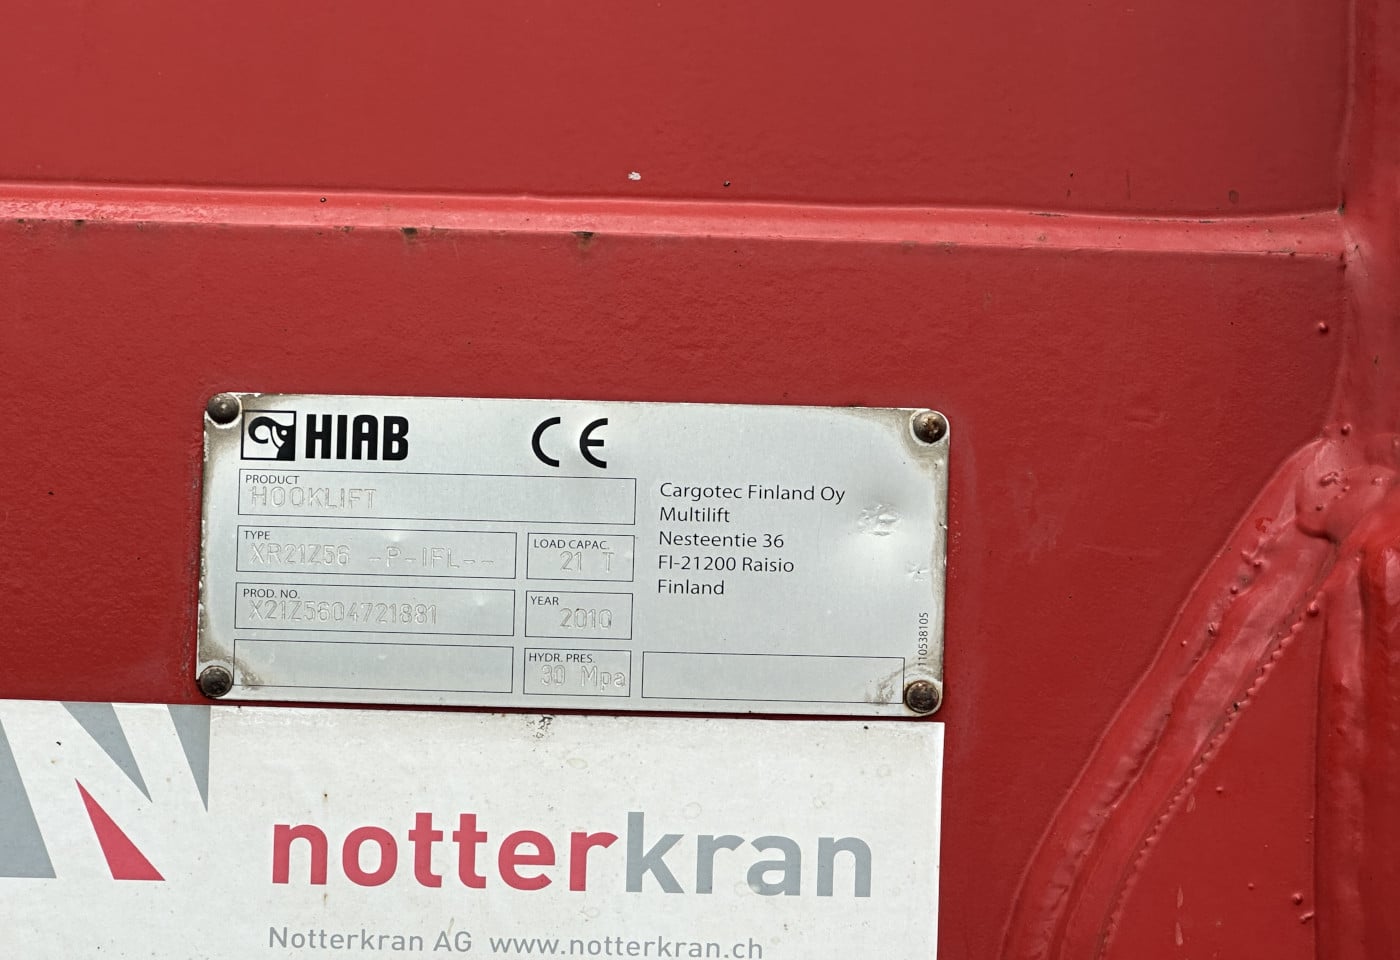 HIAB CE
PRODUCT
HOOKLIFT
TYPE
XR21Z56 -P-IFL--
LOAD CAPAC.
21 T
PROD. NO.
X21Z5604721881
YEAR
2010
HYDR. PRES.
30 Mpa
Cargotec Finland Oy
Multilift
Nesteentie 36
FI-21200 Raisio
Finland
110538105
notterkran
Notterkran AG www.notterkran.ch